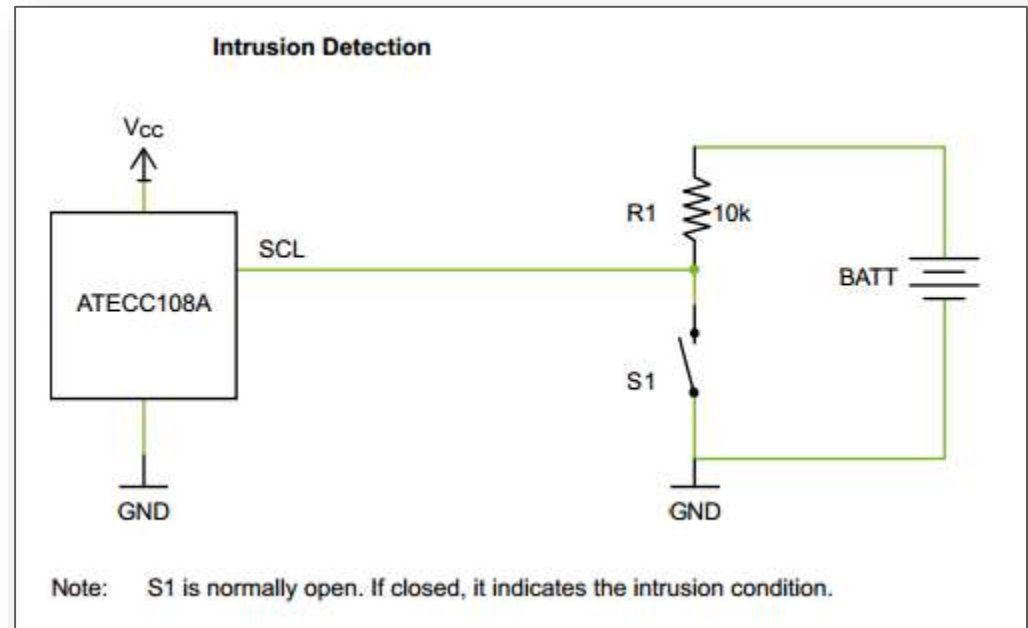 Intrusion Detection
VCC
SCL
R1
10k
ATECC108A
BATT
S1
GND
GND
Note: S1 is normally open. If closed, it indicates the intrusion condition.